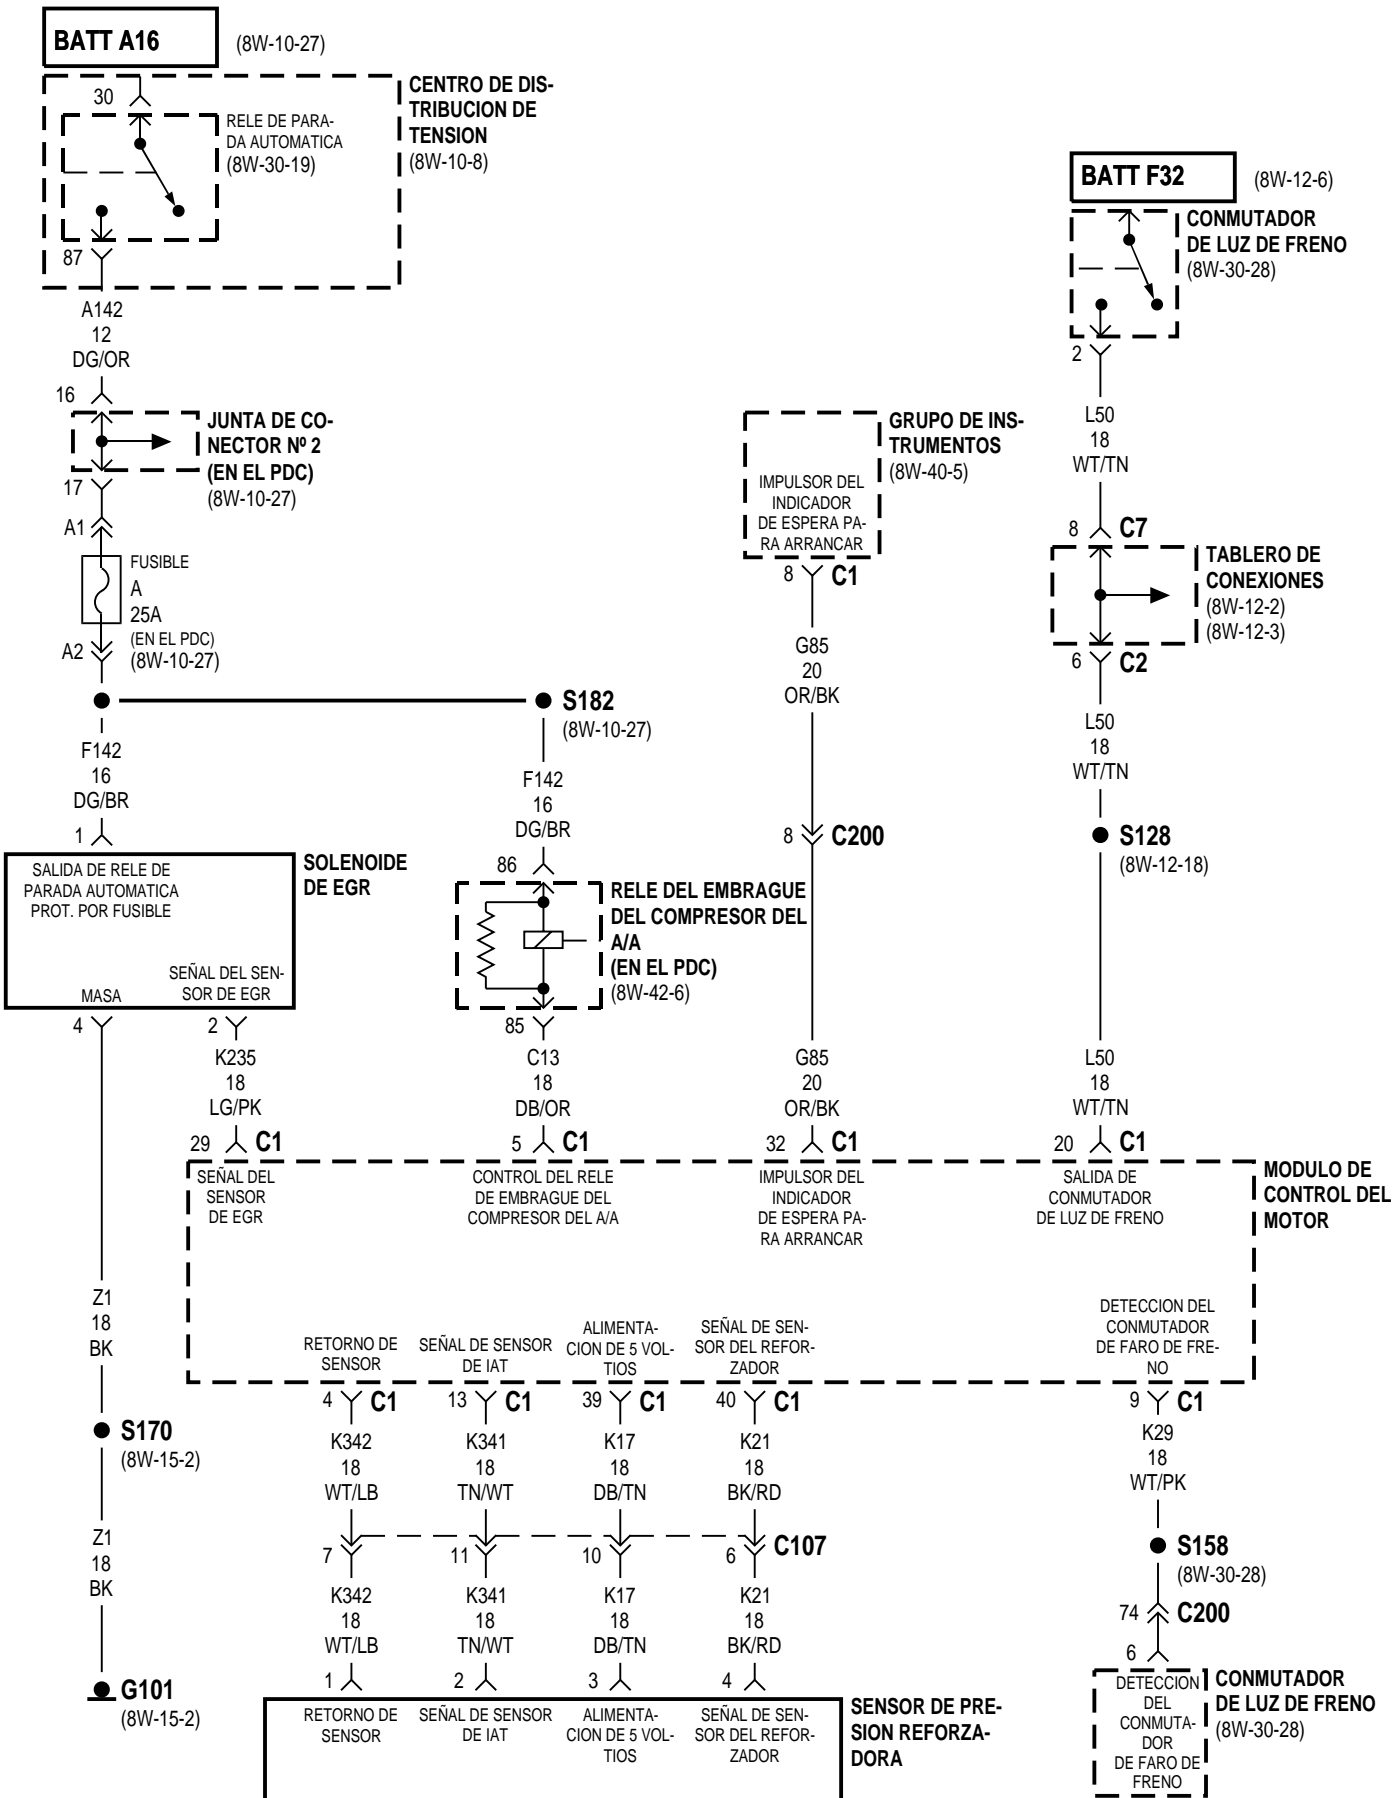 BATT A16
(8W-10-27)
30
CENTRO DE DIS-
TRIBUCION DE
TENSION
(8W-10-8)
RELE DE PARA-
DA AUTOMATICA
(8W-30-19)
87
A142
12
DG/OR
16
JUNTA DE CO-
NECTOR Nº 2
(EN EL PDC)
(8W-10-27)
17
A1
FUSIBLE
A
25A
(EN EL PDC)
(8W-10-27)
A2
S182
(8W-10-27)
F142
16
DG/BR
1
SALIDA DE RELE DE
PARADA AUTOMATICA
PROT. POR FUSIBLE
SOLENOIDE
DE EGR
MASA
SEÑAL DEL SEN-
SOR DE EGR
4
2
K235
18
LG/PK
29
C1
F142
16
DG/BR
86
RELE DEL EMBRAGUE
DEL COMPRESOR DEL
A/A
(EN EL PDC)
(8W-42-6)
85
C13
18
DB/OR
5
C1
GRUPO DE INS-
TRUMENTOS
(8W-40-5)
IMPULSOR DEL
INDICADOR
DE ESPERA PA-
RA ARRANCAR
8
C1
G85
20
OR/BK
8
C200
G85
20
OR/BK
32
C1
BATT F32
(8W-12-6)
CONMUTADOR
DE LUZ DE FRENO
(8W-30-28)
2
L50
18
WT/TN
8
C7
TABLERO DE
CONEXIONES
(8W-12-2)
(8W-12-3)
6
C2
L50
18
WT/TN
S128
(8W-12-18)
L50
18
WT/TN
20
C1
SEÑAL DEL
SENSOR
DE EGR
CONTROL DEL RELE
DE EMBRAGUE DEL
COMPRESOR DEL A/A
IMPULSOR DEL
INDICADOR
DE ESPERA PA-
RA ARRANCAR
SALIDA DE
CONMUTADOR
DE LUZ DE FRENO
MODULO DE
CONTROL DEL
MOTOR
RETORNO DE
SENSOR
SEÑAL DE SENSOR
DE IAT
ALIMENTA-
CION DE 5 VOL-
TIOS
SEÑAL DE SEN-
SOR DEL REFOR-
ZADOR
DETECCION DEL
CONMUTADOR
DE FARO DE FRE-
NO
Z1
18
BK
S170
(8W-15-2)
Z1
18
BK
G101
(8W-15-2)
4
C1
13
C1
39
C1
40
C1
9
C1
K342
18
WT/LB
K341
18
TN/WT
K17
18
DB/TN
K21
18
BK/RD
7
11
10
6
C107
K342
18
WT/LB
K341
18
TN/WT
K17
18
DB/TN
K21
18
BK/RD
1
2
3
4
RETORNO DE
SENSOR
SEÑAL DE SENSOR
DE IAT
ALIMENTA-
CION DE 5 VOL-
TIOS
SEÑAL DE SEN-
SOR DEL REFOR-
ZADOR
SENSOR DE PRE-
SION REFORZA-
DORA
K29
18
WT/PK
S158
(8W-30-28)
74
C200
6
DETECCION
DEL
CONMUTA-
DOR
DE FARO DE
FRENO
CONMUTADOR
DE LUZ DE FRENO
(8W-30-28)